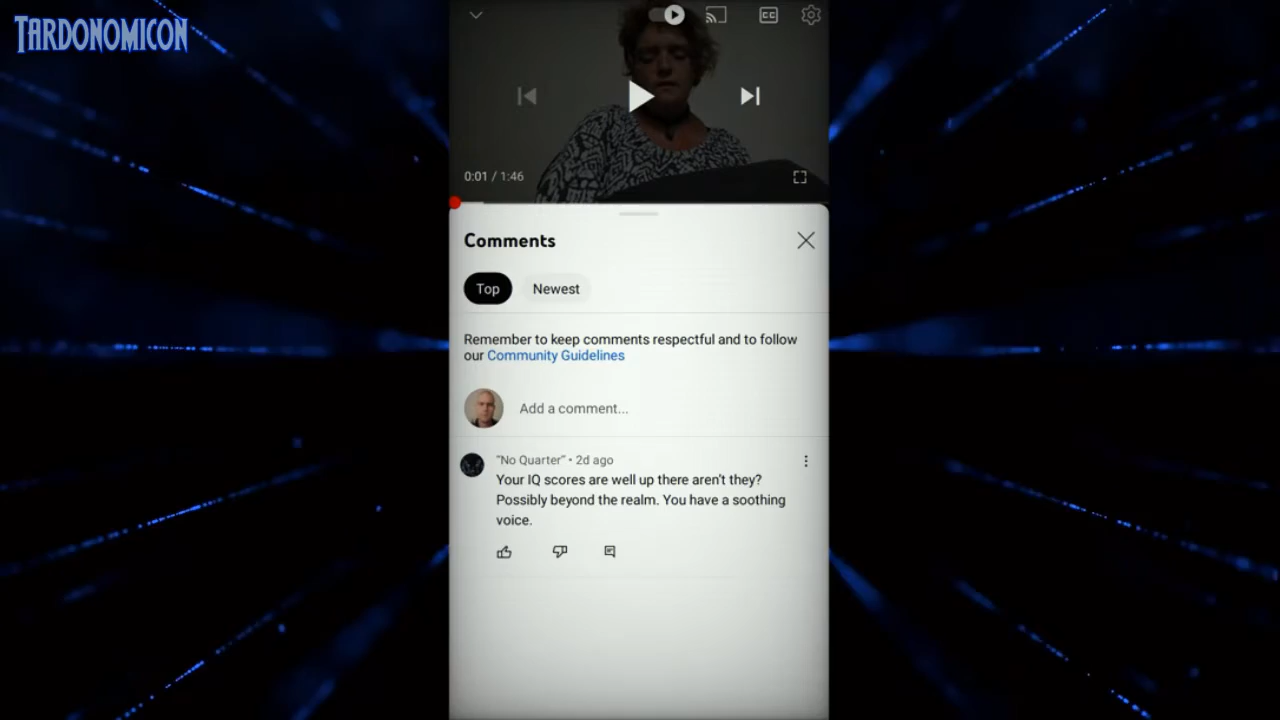 TARDONOMICON
CC
0:01 / 1:46
Comments
Top Newest
Remember to keep comments respectful and to follow
our Community Guidelines
Add a comment...
"No Quarter" • 2d ago
Your IQ scores are well up there aren't they?
Possibly beyond the realm. You have a soothing
voice.